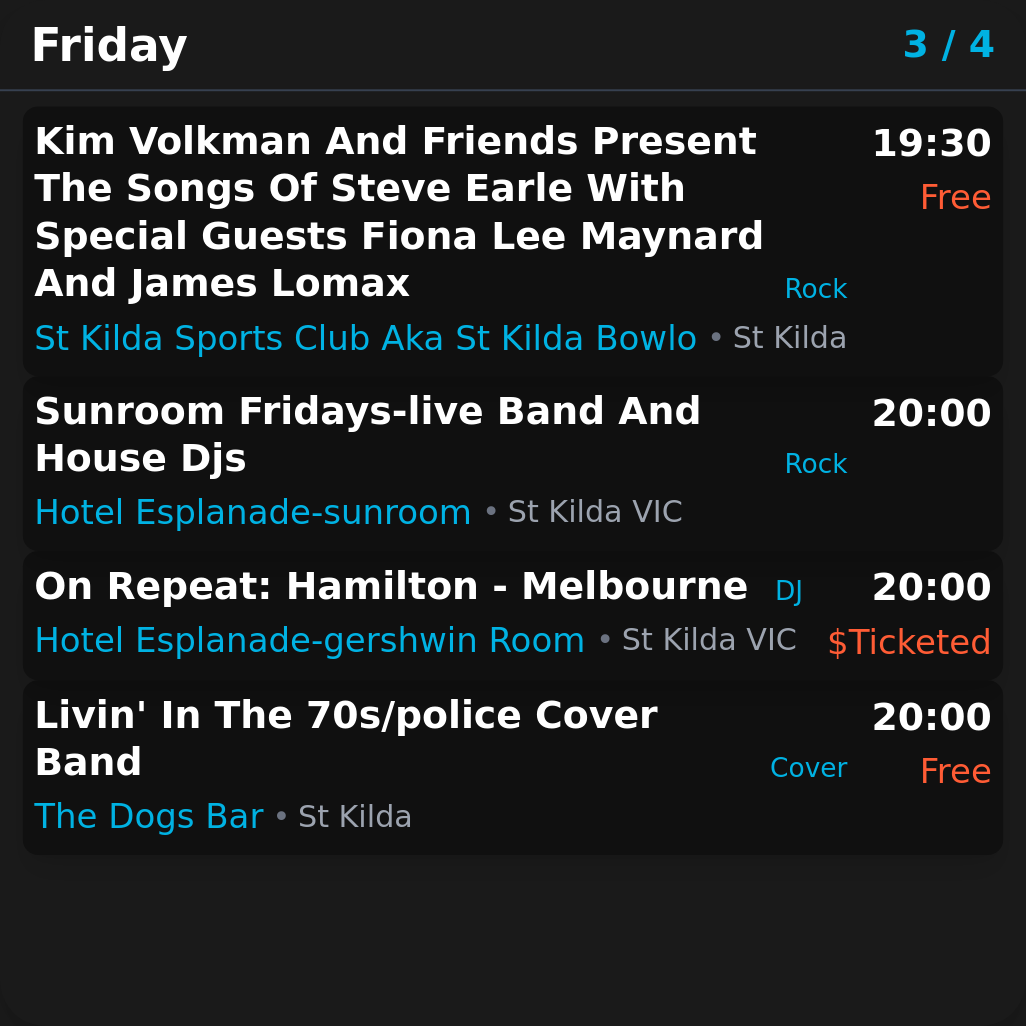 Friday
3 / 4
Kim Volkman And Friends Present
The Songs Of Steve Earle With
Special Guests Fiona Lee Maynard
And James Lomax
Rock
19:30
Free
St Kilda Sports Club Aka St Kilda Bowlo • St Kilda
Sunroom Fridays-live Band And
House Djs
Rock
20:00
Hotel Esplanade-sunroom • St Kilda VIC
On Repeat: Hamilton - Melbourne
DJ
20:00
Hotel Esplanade-gershwin Room • St Kilda VIC
$Ticketed
Livin' In The 70s/police Cover
Band
Cover
20:00
Free
The Dogs Bar • St Kilda